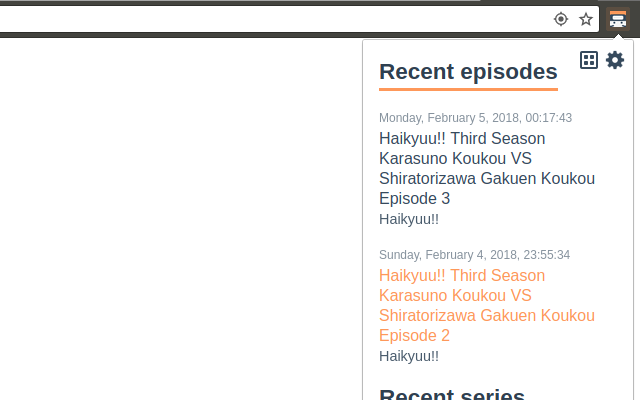 Recent episodes
Monday, February 5, 2018, 00:17:43
Haikyuu!! Third Season
Karasuno Koukou VS
Shiratorizawa Gakuen Koukou
Episode 3
Haikyuu!!
Sunday, February 4, 2018, 23:55:34
Haikyuu!! Third Season
Karasuno Koukou VS
Shiratorizawa Gakuen Koukou
Episode 2
Haikyuu!!
Recent series